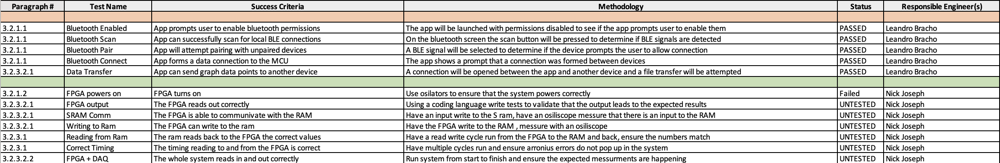 Paragraph # Test Name Success Criteria Methodology Status Responsible Engineer(s)
3.2.1.1 Bluetooth Enabled App prompts user to enable bluetooth permissions The app will be launched with permissions disabled to see if the app prompts user to enable them PASSED Leandro Bracho
3.2.1.1 Bluetooth Scan App can successfully scan for local BLE connections On the bluetooth screen the scan button will be pressed to determine if BLE signals are detected PASSED Leandro Bracho
3.2.1.1 Bluetooth Pair App will attempt pairing with unpaired devices A BLE signal will be selected to determine if the device prompts the user to allow connection PASSED Leandro Bracho
3.2.1.1 Bluetooth Connect App forms a data connection to the MCU The app shows a prompt that a connection was formed between devices PASSED Leandro Bracho
3.2.3.2.1 Data Transfer App can send graph data points to another device A connection will be opened between the app and another device and a file transfer will be attempted PASSED Leandro Bracho
3.2.1.2 FPGA powers on FPGA turns on Use osilators to ensure that the system powers correctly Failed Nick Joseph
3.2.3.2.1 FPGA output The FPGA reads out correctly Using a coding language write tests to validate that the output leads to the expected results UNTESTED Nick Joseph
3.2.3.2.1 SRAM Comm The FPGA is able to communivate with the RAM Have an input write to the S ram, have an osiliscope messure that there is an input to the RAM UNTESTED Nick Joseph
3.2.3.2.1 Writing to Ram The FPGA can write to the ram Have the FPGA write to the RAM , messure with an osiliscope UNTESTED Nick Joseph
3.2.3.1 Reading from Ram The ram reads back to the FPGA the correct values Have a read write cycle run from the FPGA to the RAM and back, ensure the numbers match UNTESTED Nick Joseph
3.2.3.1 Correct Timing The timing reading to and from the FPGA is correct Have multiple cycles run and ensure arronius errors do not pop up in the system UNTESTED Nick Joseph
3.2.3.2.2 FPGA + DAQ The whole system reads in and out correctly Run system from start to finish and ensure the expected messurments are happening UNTESTED Nick Joseph